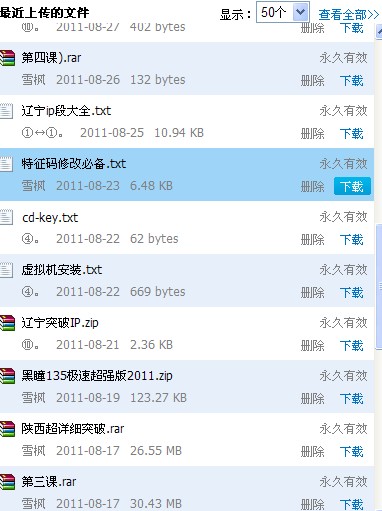 最近上传的文件 显示： 50个 查看全部>>
⑩。 2011-08-27 402 bytes 删除 下载
第四课).rar 永久有效
雪枫 2011-08-26 132 bytes 删除 下载
辽宁ip段大全.txt 永久有效
①↔①。 2011-08-25 10.94 KB 删除 下载
特征码修改必备.txt 永久有效
雪枫 2011-08-23 6.48 KB 删除 下载
cd-key.txt 永久有效
④。 2011-08-22 62 bytes 删除 下载
虚拟机安装.txt 永久有效
④。 2011-08-22 669 bytes 删除 下载
辽宁突破IP.zip 永久有效
⑩。 2011-08-21 2.36 KB 删除 下载
黑瞳135极速超强版2011.zip 永久有效
雪枫 2011-08-19 123.27 KB 删除 下载
陕西超详细突破.rar 永久有效
雪枫 2011-08-17 26.55 MB 删除 下载
第三课.rar 永久有效
雪枫 2011-08-17 30.43 MB 删除 下载